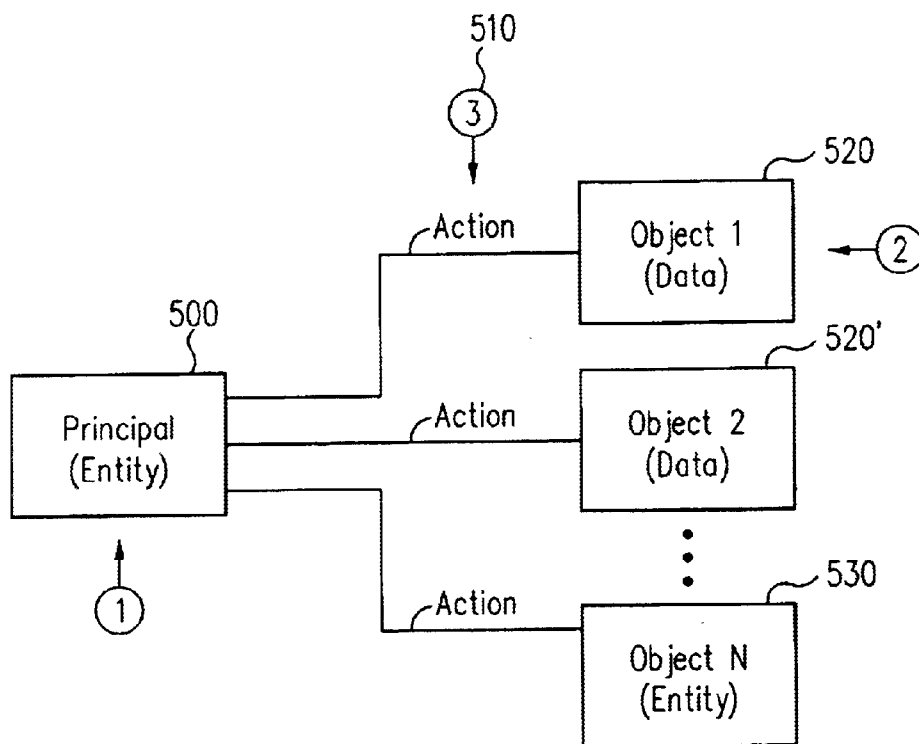 510
3
520
Action
Object 1
(Data)
2
500
520'
Principal
(Entity)
Action
Object 2
(Data)
1
530
Action
Object N
(Entity)